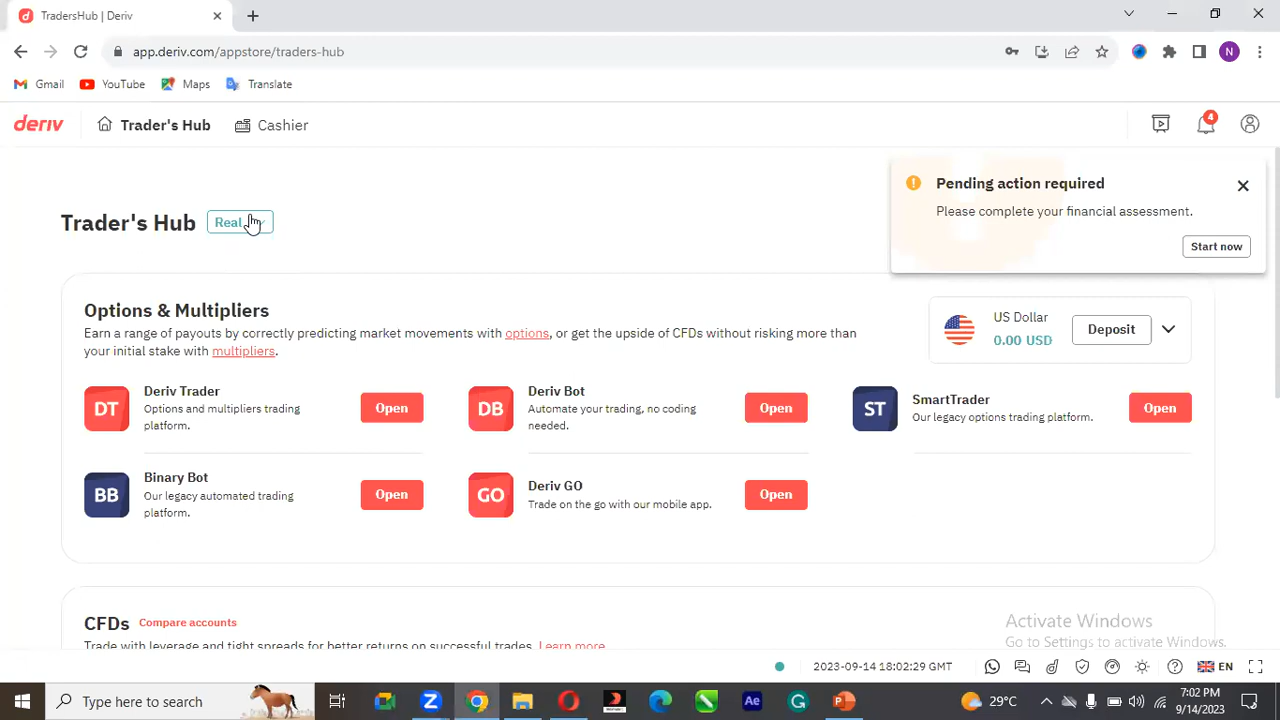 TradersHub | Deriv
app.deriv.com/appstore/traders-hub
N
Gmail YouTube Maps Translate
deriv Trader's Hub Cashier
4
Pending action required
Please complete your financial assessment.
Start now
Trader's Hub Real
Options & Multipliers
Earn a range of payouts by correctly predicting market movements with options, or get the upside of CFDs without risking more than
your initial stake with multipliers.
US Dollar
0.00 USD
Deposit
DT
Deriv Trader
Options and multipliers trading
platform.
Open
DB
Deriv Bot
Automate your trading, no coding
needed.
Open
ST
SmartTrader
Our legacy options trading platform.
Open
BB
Binary Bot
Our legacy automated trading
platform.
Open
GO
Deriv GO
Trade on the go with our mobile app.
Open
CFDs Compare accounts
Trade with leverage and tight spreads for better returns on successful trades. Learn more
Activate Windows
Go to Settings to activate Windows.
2023-09-14 18:02:29 GMT
EN
Type here to search
Z
Ae
G
P
29°C
7:02 PM
9/14/2023